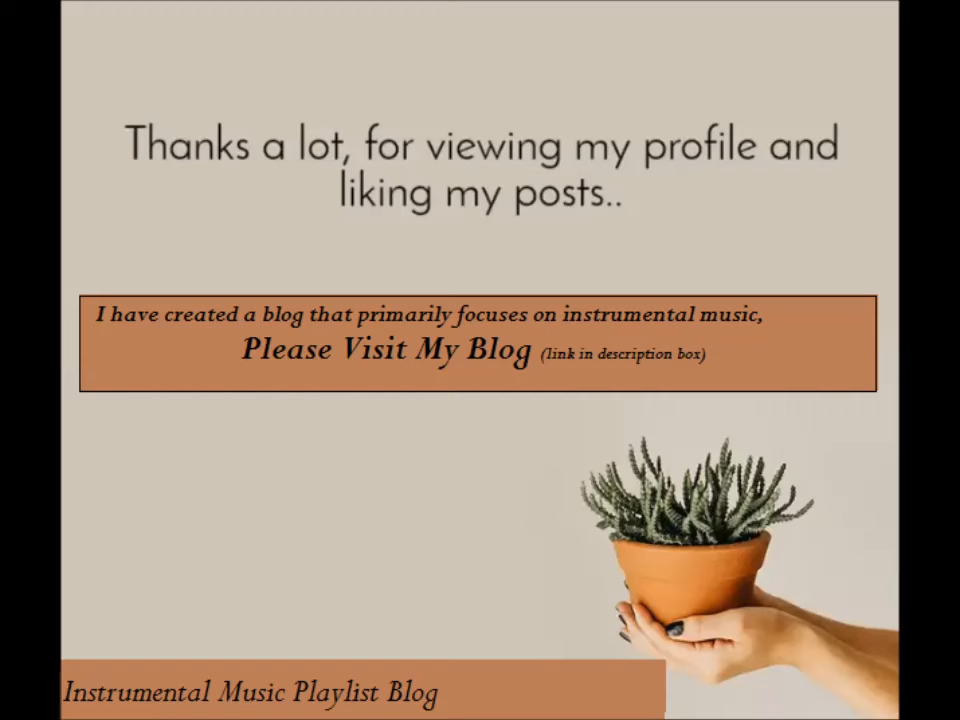 Thanks a lot, for viewing my profile and
liking my posts..
I have created a blog that primarily focuses on instrumental music,
Please Visit My Blog (link in description box)
Instrumental Music Playlist Blog